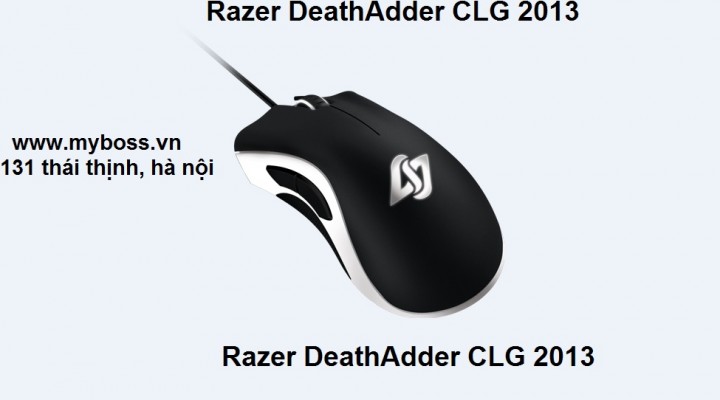 Razer DeathAdder CLG 2013
www.myboss.vn
131 thái thịnh, hà nội
Razer DeathAdder CLG 2013